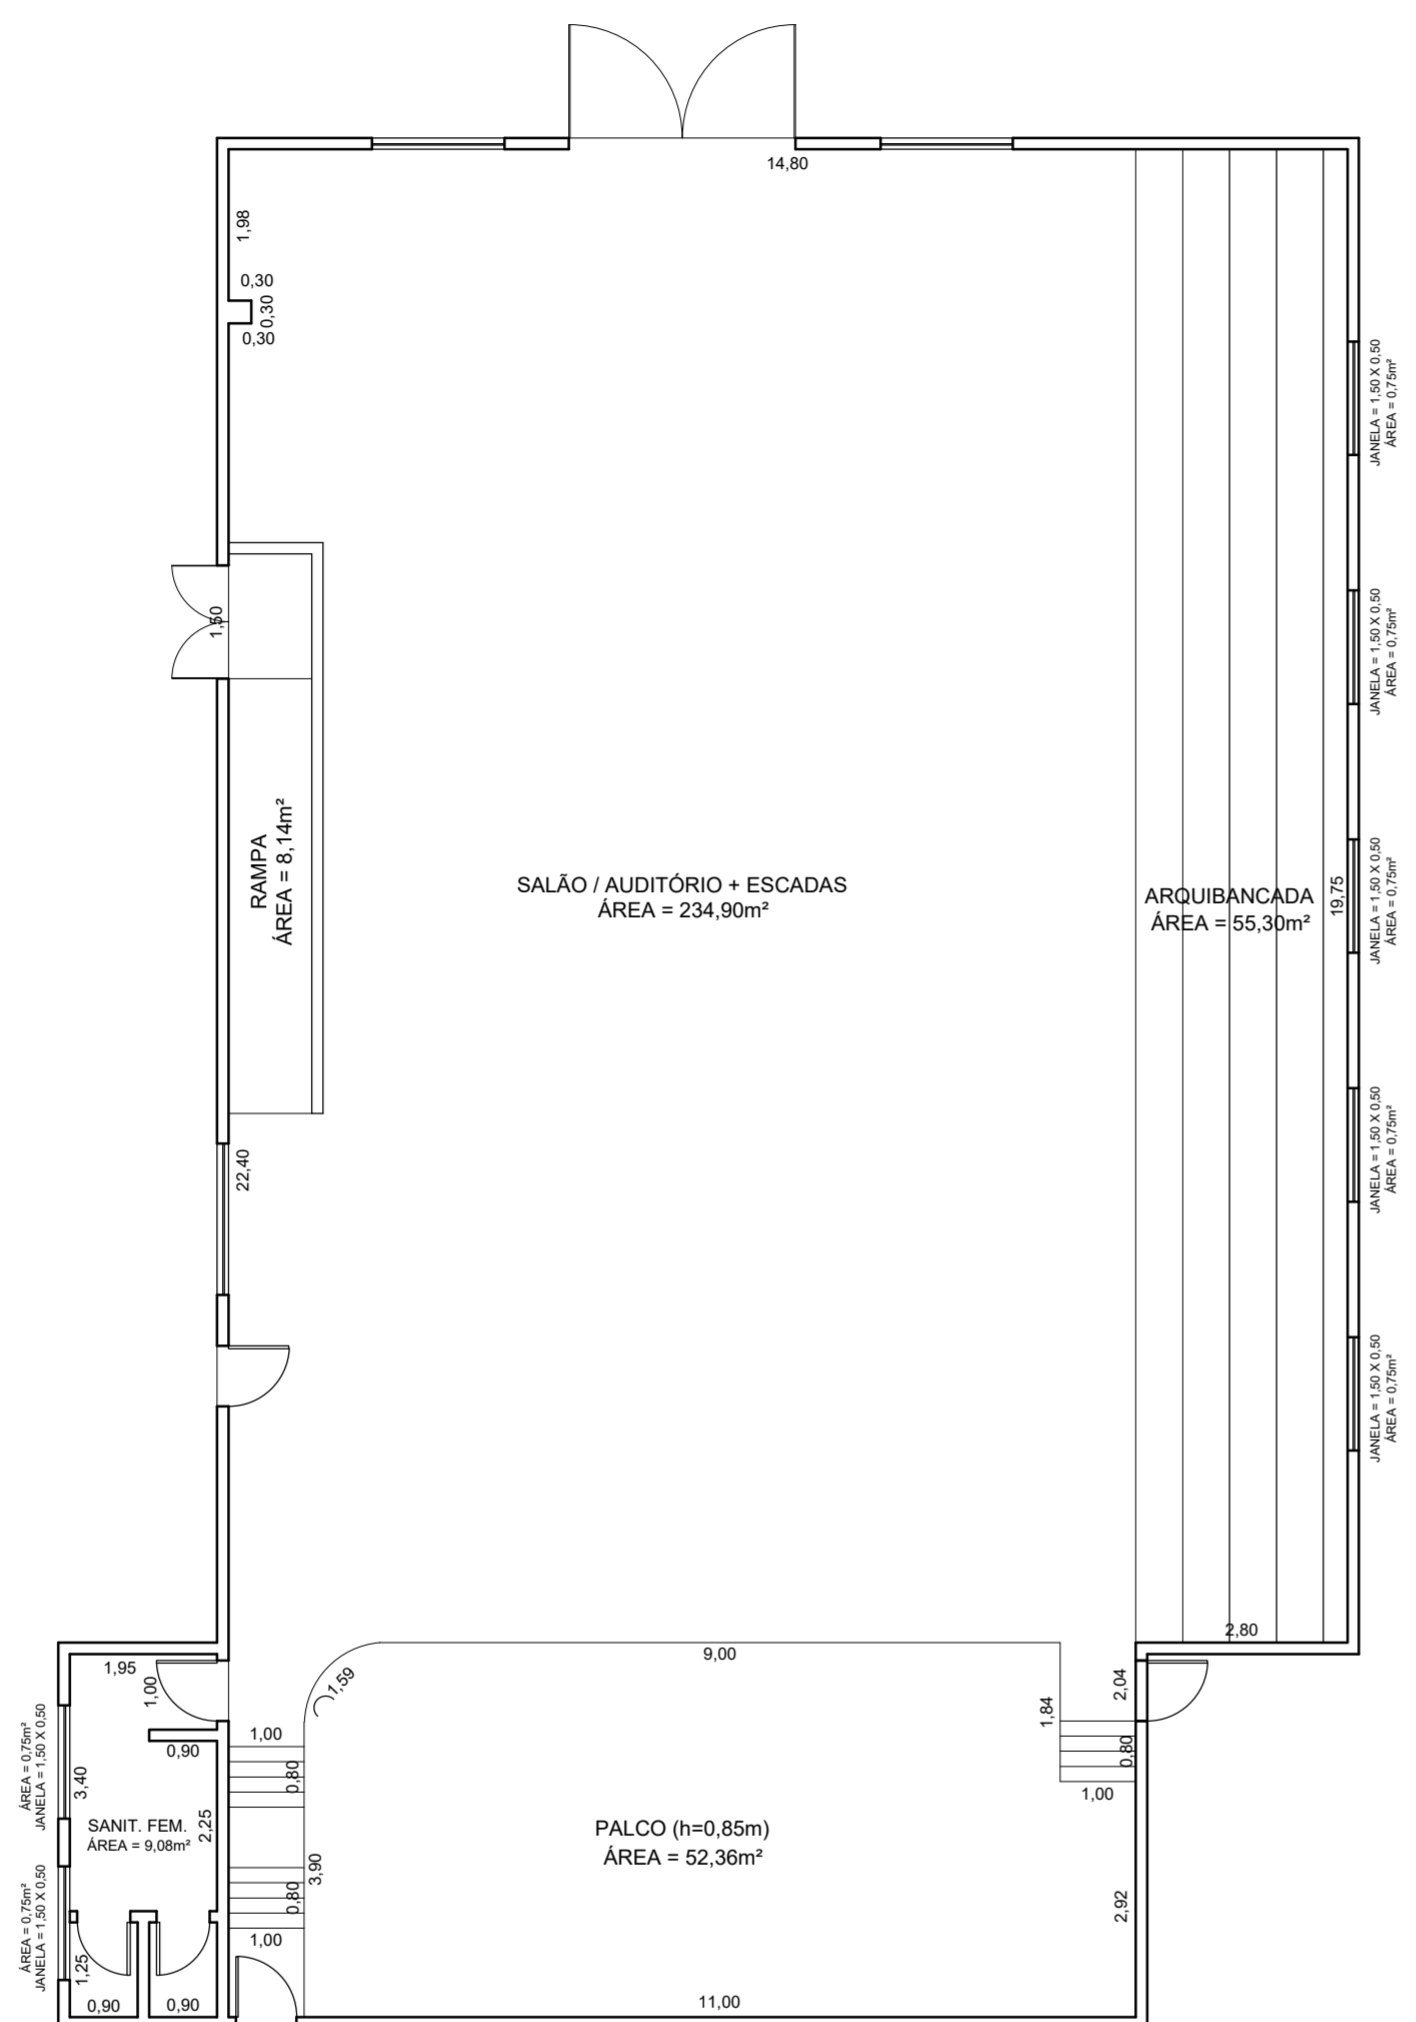 14,80
1,98
0,30
0,30
0,30
JANELA = 1,50 X 0,50
ÁREA = 0,75m²
1,50
JANELA = 1,50 X 0,50
ÁREA = 0,75m²
RAMPA
ÁREA = 8,14m²
SALÃO / AUDITÓRIO + ESCADAS
ÁREA = 234,90m²
ARQUIBANCADA
ÁREA = 55,30m²
19,75
JANELA = 1,50 X 0,50
ÁREA = 0,75m²
22,40
JANELA = 1,50 X 0,50
ÁREA = 0,75m²
JANELA = 1,50 X 0,50
ÁREA = 0,75m²
2,80
1,95
1,00
1,59
9,00
2,04
1,84
ÁREA = 0,75m²
JANELA = 1,50 X 0,50
3,40
0,90
1,00
0,80
0,80
1,00
SANIT. FEM.
ÁREA = 9,08m²
2,25
PALCO (h=0,85m)
ÁREA = 52,36m²
3,90
0,80
1,00
2,92
ÁREA = 0,75m²
JANELA = 1,50 X 0,50
1,25
0,90
0,90
11,00